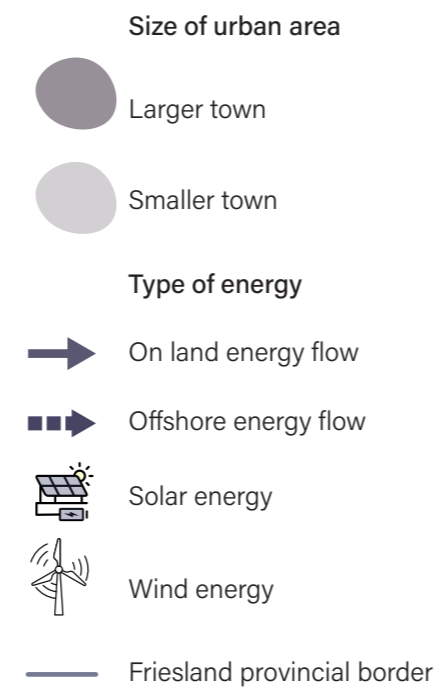 Size of urban area
Larger town
Smaller town
Type of energy
On land energy flow
Offshore energy flow
Solar energy
Wind energy
Friesland provincial border